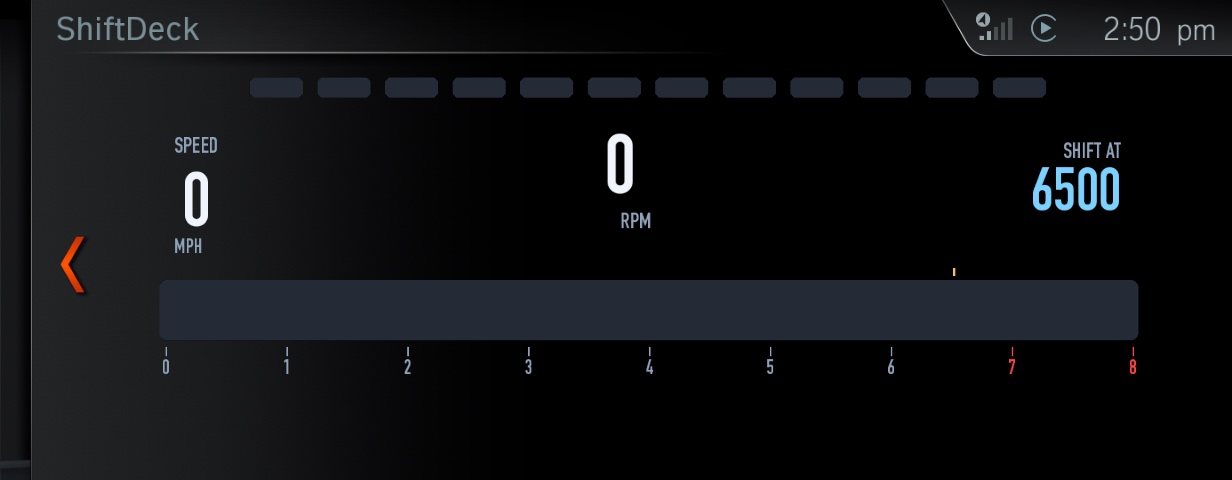 ShiftDeck
2:50 pm
SPEED
0
MPH
0
RPM
SHIFT AT
6500
0 1 2 3 4 5 6 7 8